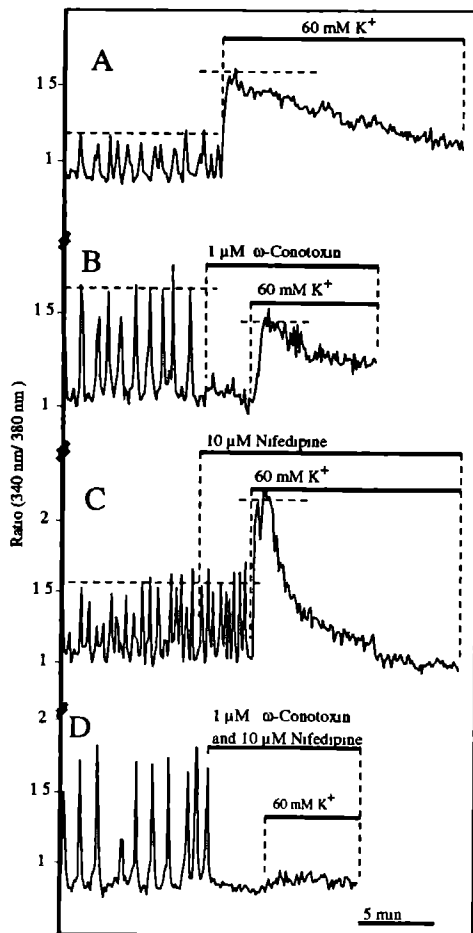 60 mM K+
A
1 5
1
1 μM ω-Conotoxin
B
60 mM K+
1 5
1
10 μM Nifedipine
60 mM K+
C
2
1 5
1
Ratio (340 nm/ 380 nm)
2
D
1 μM ω-Conotoxin
and 10 μM Nifedipine
1 5
60 mM K+
1
5 min